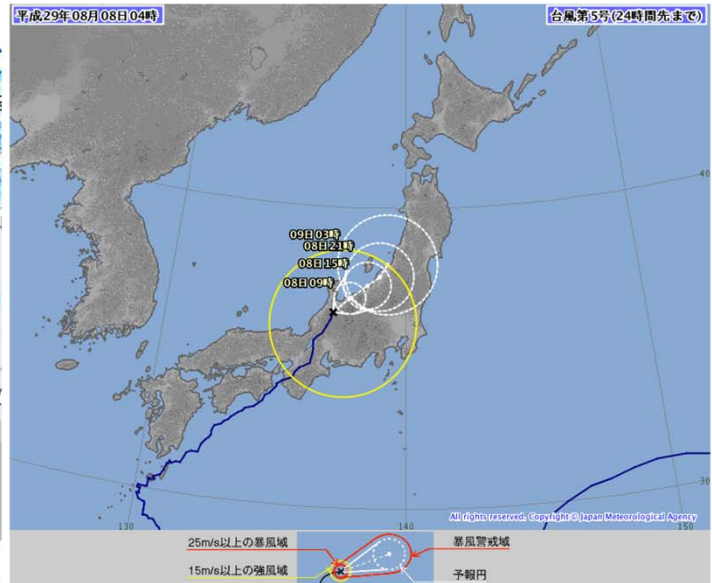 平成29年08月08日04時
台風第5号(24時間先まで)
40
09日03時
08日21時
08日15時
08日09時
30
All rights reserved. Copyright © Japan Meteorological Agency
130
140
150
25m/s以上の暴風域
暴風警戒域
15m/s以上の強風域
予報円